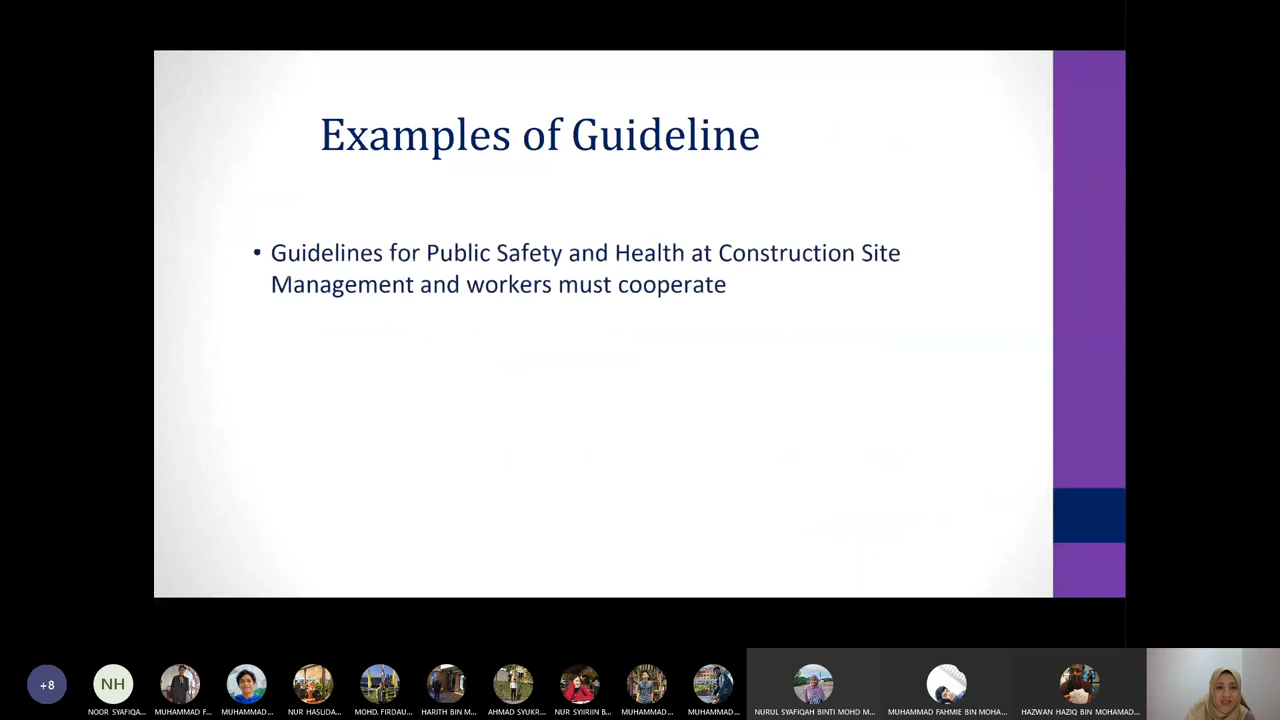 Examples of Guideline
• Guidelines for Public Safety and Health at Construction Site
Management and workers must cooperate
+8
NH
NOOR SYAFIQA...
MUHAMMAD F...
MUHAMMAD...
NUR HASLIDA...
MOHD. FIRDAU...
HARITH BIN M...
AHMAD SYUKR...
NUR SYIRIIN B...
MUHAMMAD...
MUHAMMAD...
NURUL SYAFIQAH BINTI MOHD M...
MUHAMMAD FAHMIE BIN MOHA...
HAZWAN HAZIQ BIN MOHAMAD...